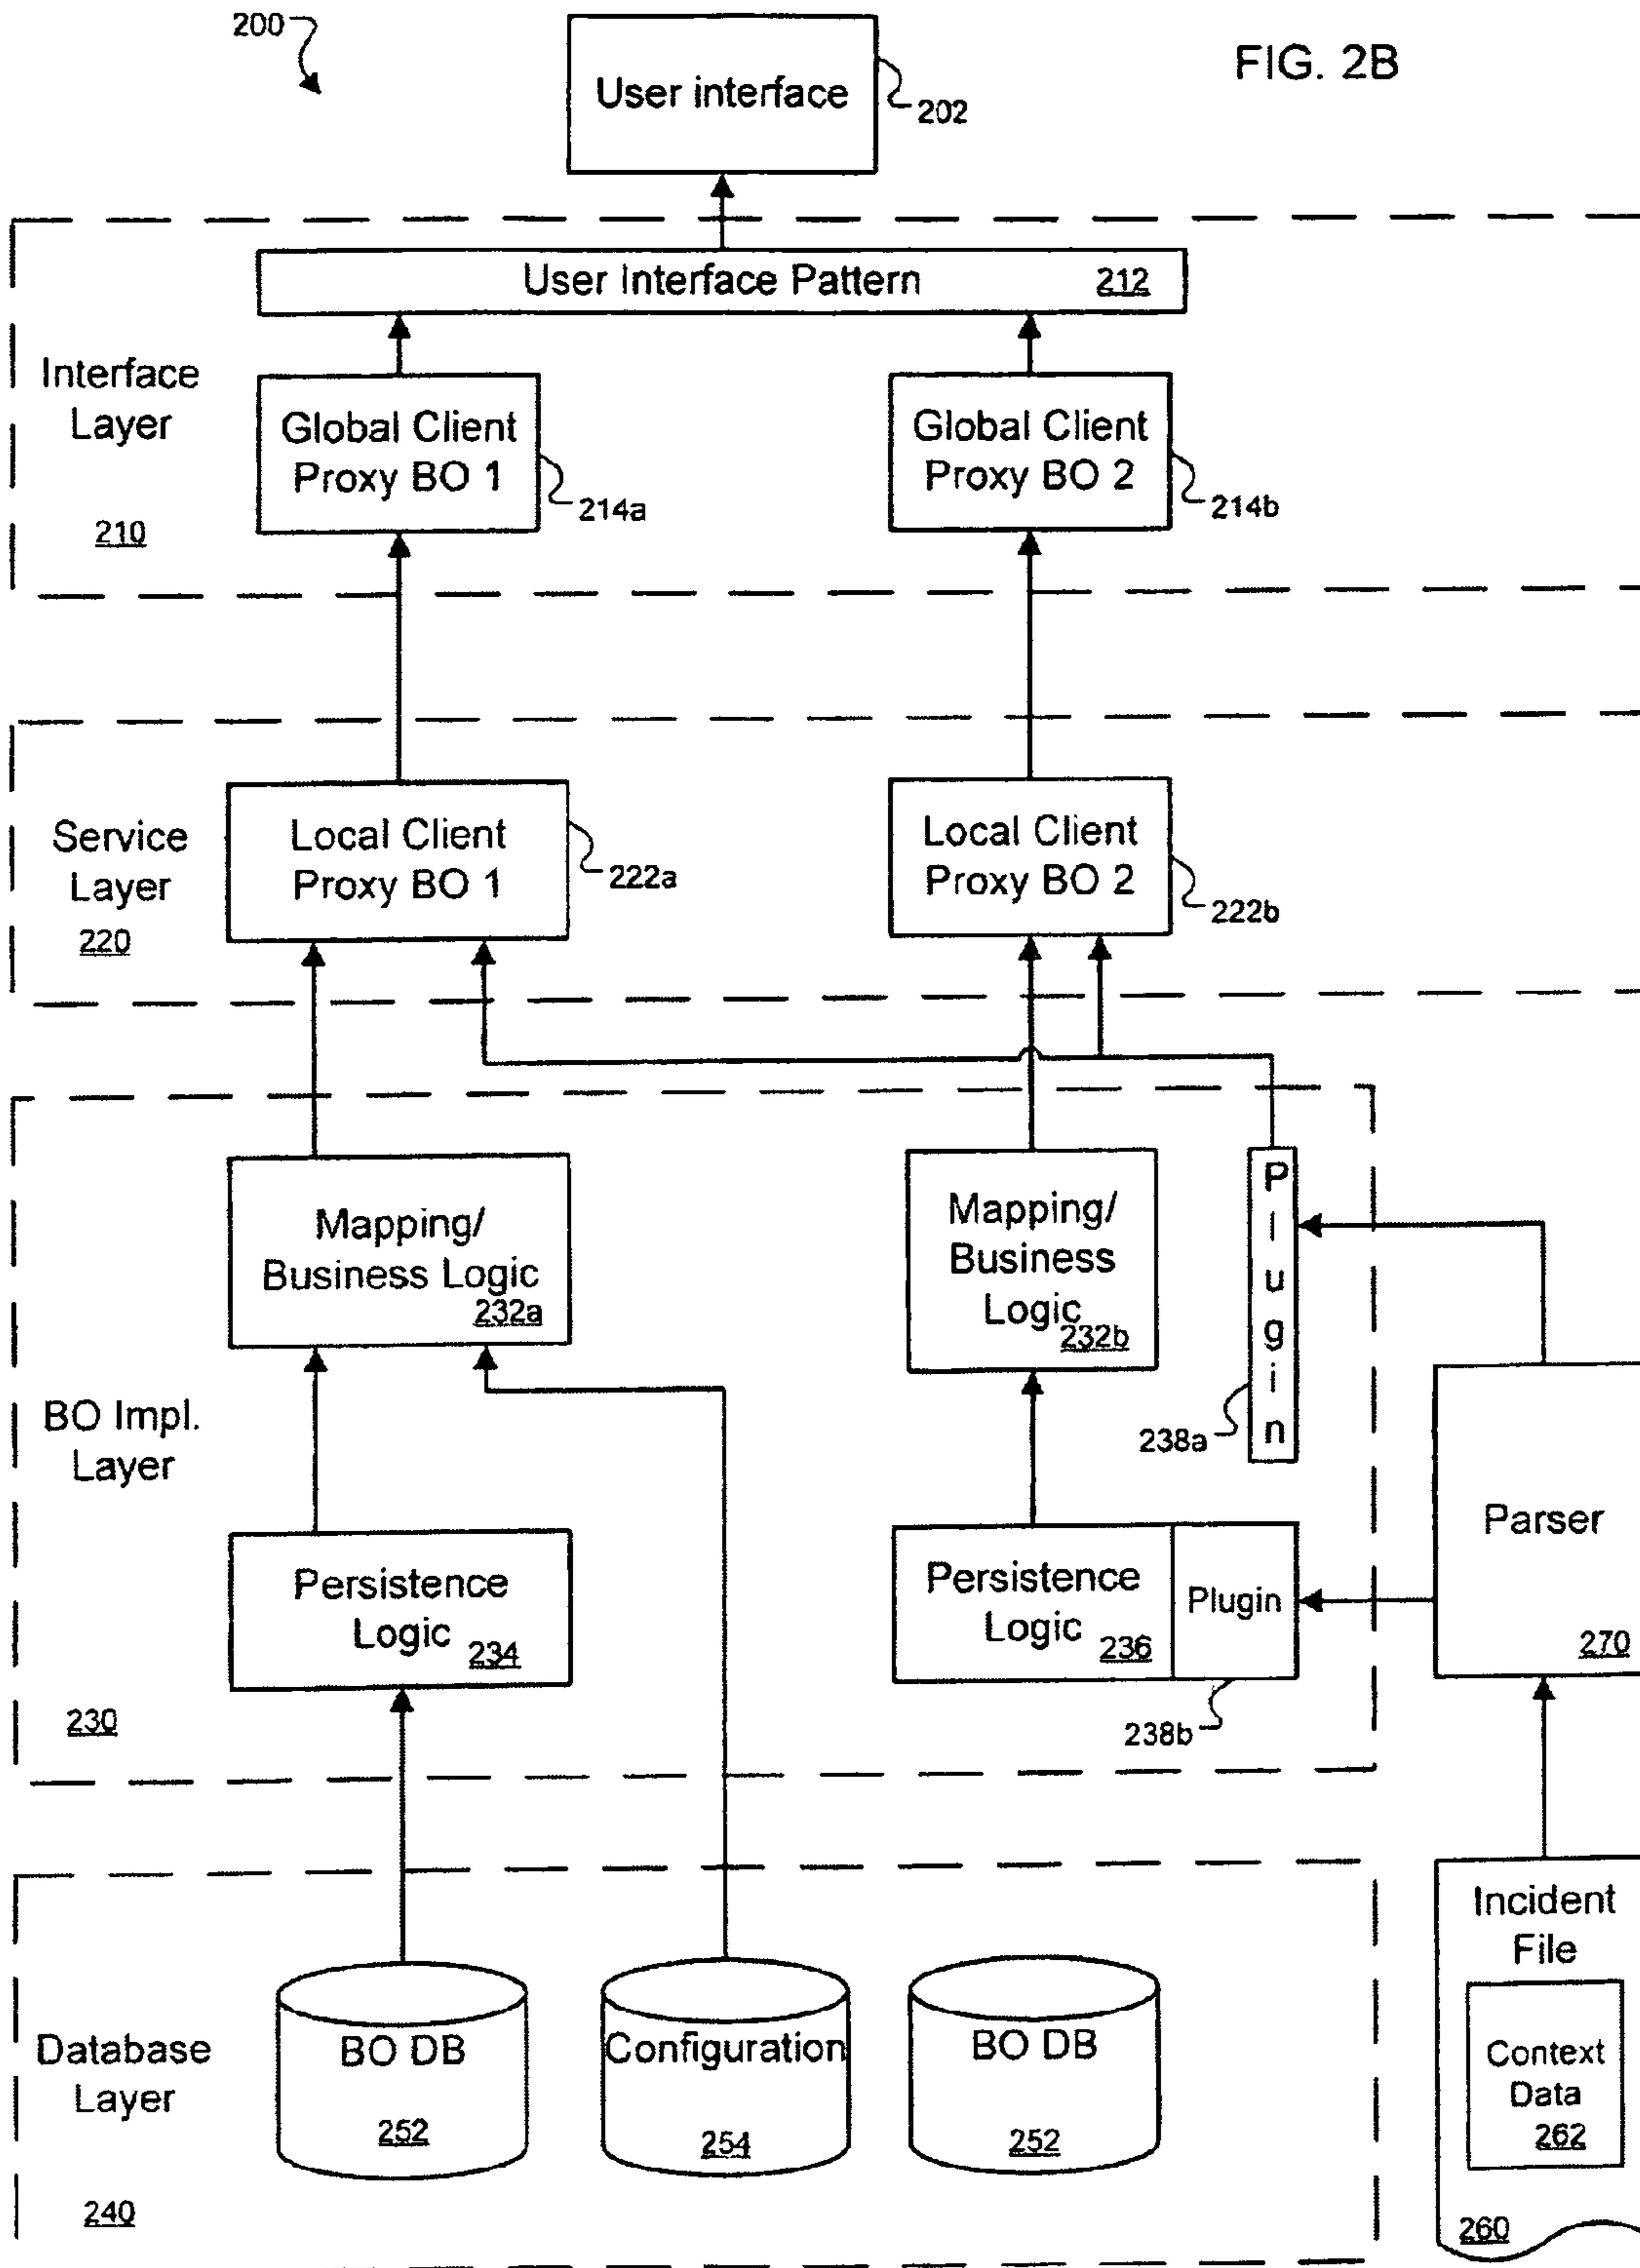 200
FIG. 2B
User interface
202
User Interface Pattern
212
Interface
Layer
210
Global Client
Proxy BO 1
214a
Global Client
Proxy BO 2
214b
Service
Layer
220
Local Client
Proxy BO 1
222a
Local Client
Proxy BO 2
222b
BO Impl.
Layer
230
Mapping/
Business Logic
232a
Mapping/
Business
Logic
232b
Plugin
238a
Persistence
Logic
234
Persistence
Logic
236
Plugin
238b
Parser
270
Database
Layer
240
BO DB
252
Configuration
254
BO DB
252
Incident
File
Context
Data
262
260